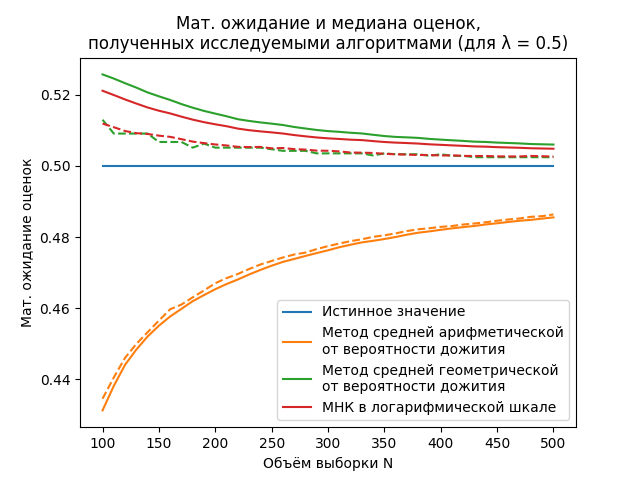 Мат. ожидание и медиана оценок,
полученных исследуемыми алгоритмами (для λ = 0.5)
Мат. ожидание оценок
0.52
0.50
0.48
0.46
0.44
Истинное значение
Метод средней арифметической
от вероятности дожития
Метод средней геометрической
от вероятности дожития
МНК в логарифмической шкале
100 150 200 250 300 350 400 450 500
Объём выборки N